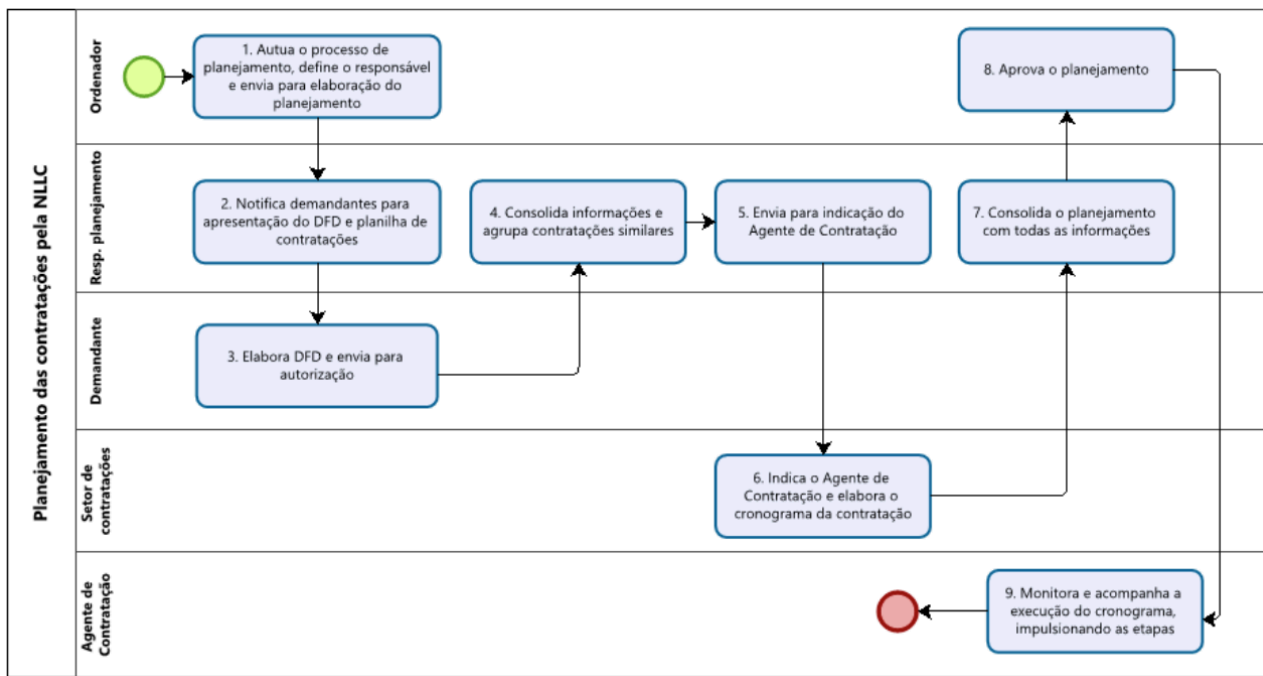 Planejamento das contratações pela NLLC
Ordenador
1. Autua o processo de
planejamento, define o responsável
e envia para elaboração do
planejamento
8. Aprova o planejamento
Resp. planejamento
2. Notifica demandantes para
apresentação do DFD e planilha de
contratações
4. Consolida informações e
agrupa contratações similares
5. Envia para indicação do
Agente de Contratação
7. Consolida o planejamento
com todas as informações
Demandante
3. Elabora DFD e envia para
autorização
Setor de
contratações
6. Indica o Agente de
Contratação e elabora o
cronograma da contratação
Agente de
Contratação
9. Monitora e acompanha a
execução do cronograma,
impulsionando as etapas